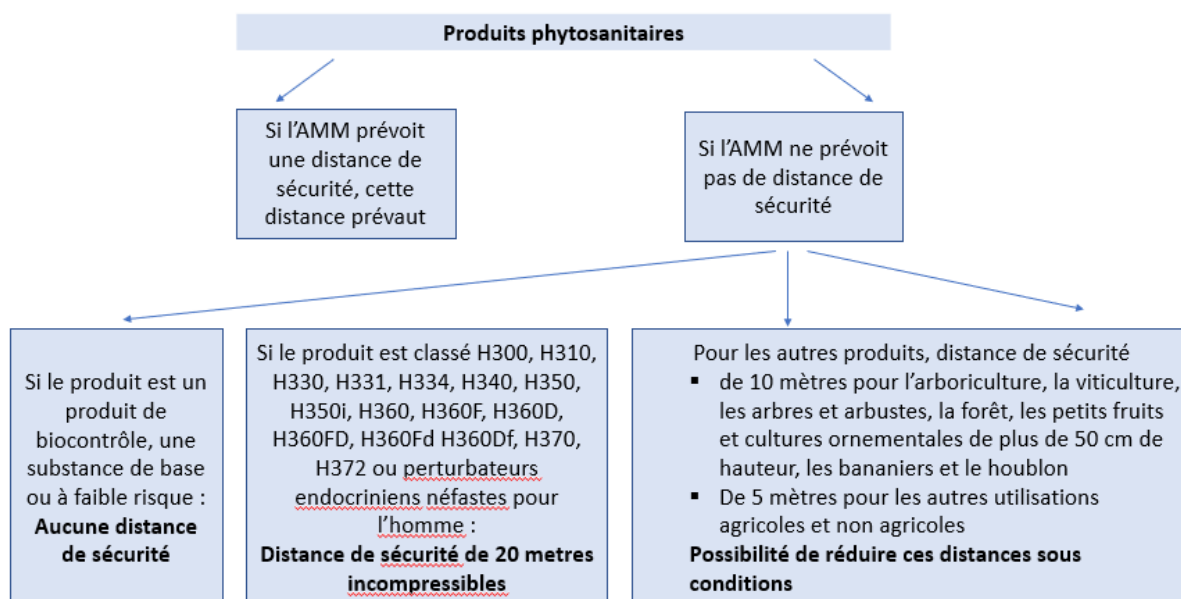 Produits phytosanitaires
Si l’AMM prévoit
une distance de
sécurité, cette
distance prévaut
Si l’AMM ne prévoit
pas de distance de
sécurité
Si le produit est un
produit de
biocontrôle, une
substance de base
ou à faible risque :
Aucune distance
de sécurité
Si le produit est classé H300, H310,
H330, H331, H334, H340, H350,
H350i, H360, H360F, H360D,
H360FD, H360Fd H360Df, H370,
H372 ou perturbateurs
endocriniens néfastes pour
l’homme :
Distance de sécurité de 20 metres
incompressibles
Pour les autres produits, distance de sécurité
▪ de 10 mètres pour l’arboriculture, la viticulture,
les arbres et arbustes, la forêt, les petits fruits
et cultures ornementales de plus de 50 cm de
hauteur, les bananiers et le houblon
▪ De 5 mètres pour les autres utilisations
agricoles et non agricoles
Possibilité de réduire ces distances sous
conditions